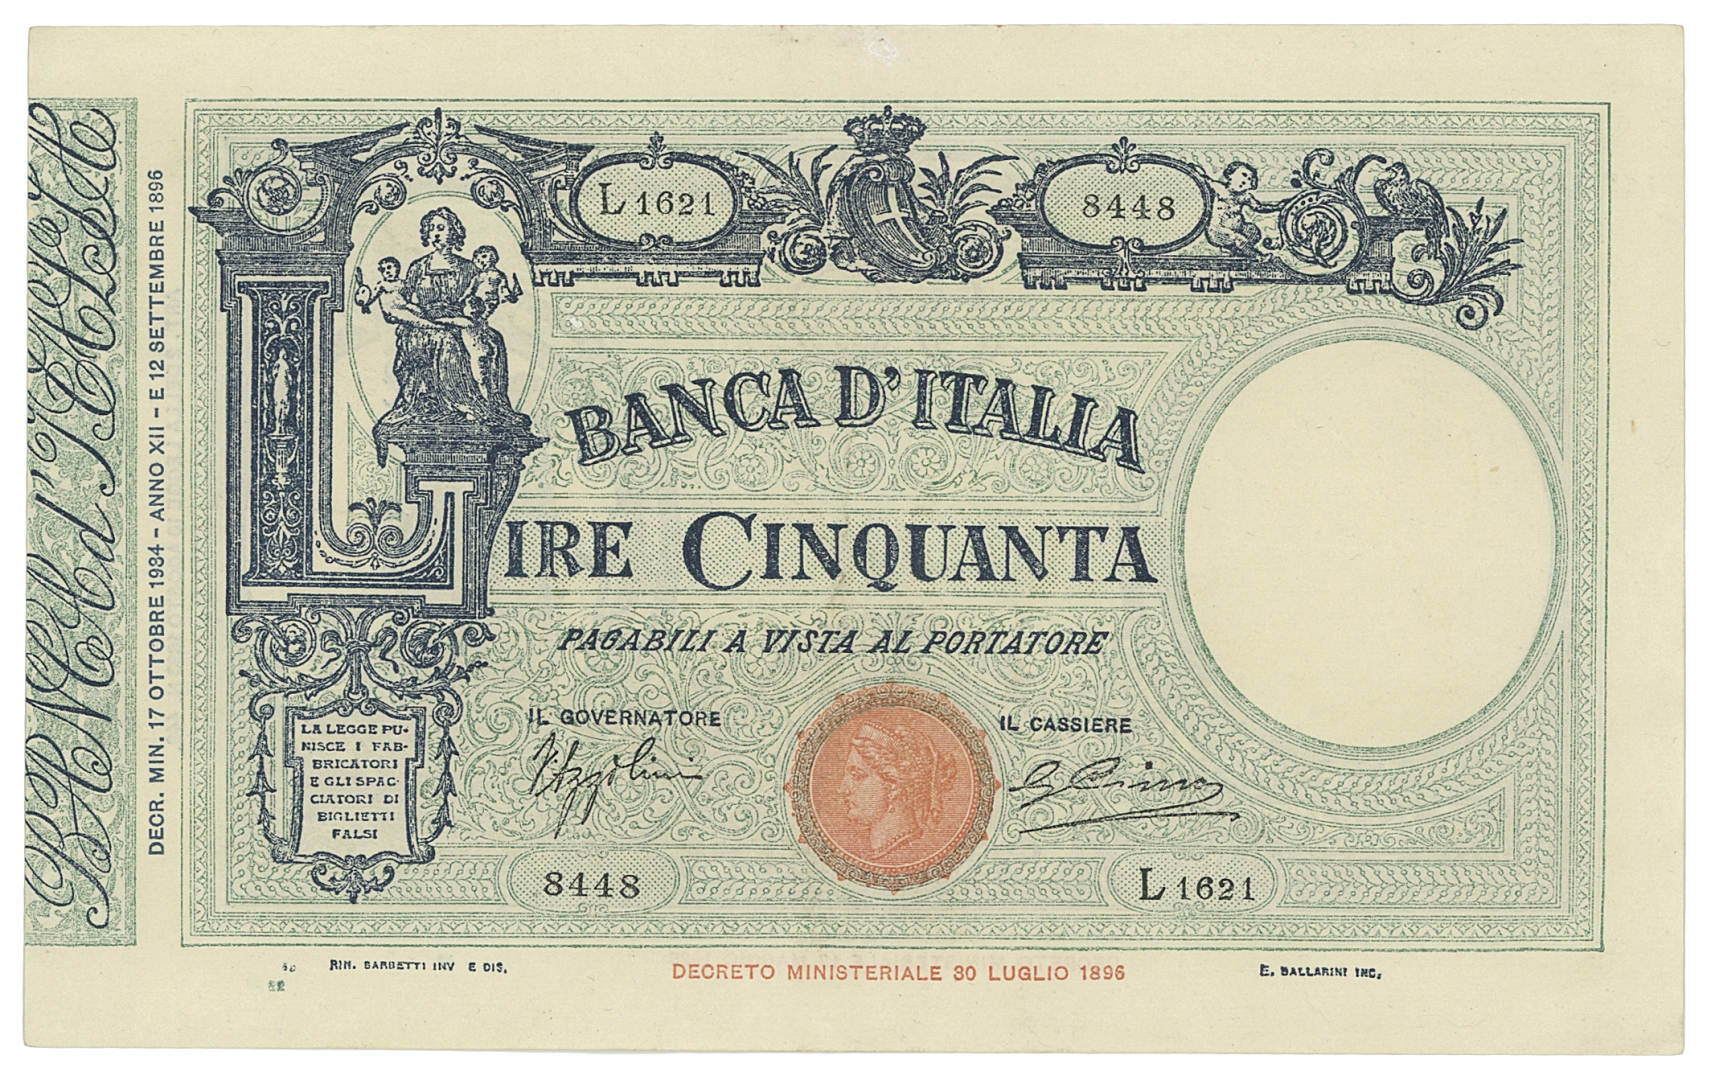 DECR. MIN. 17 OTTOBRE 1934 - ANNO XII - E 12 SETTEMBRE 1896
L 1621
8448
BANCA D'ITALIA
LIRE CINQUANTA
PAGABILI A VISTA AL PORTATORE
IL GOVERNATORE
IL CASSIERE
LA LEGGE PU-
NISCE I FAB-
BRICATORI
E GLI SPAC-
CIATORI DI
BIGLIETTI
FALSI
8448
L 1621
RIN. BARBETTI INV E DIS.
DECRETO MINISTERIALE 30 LUGLIO 1896
E. BALLARINI INC.